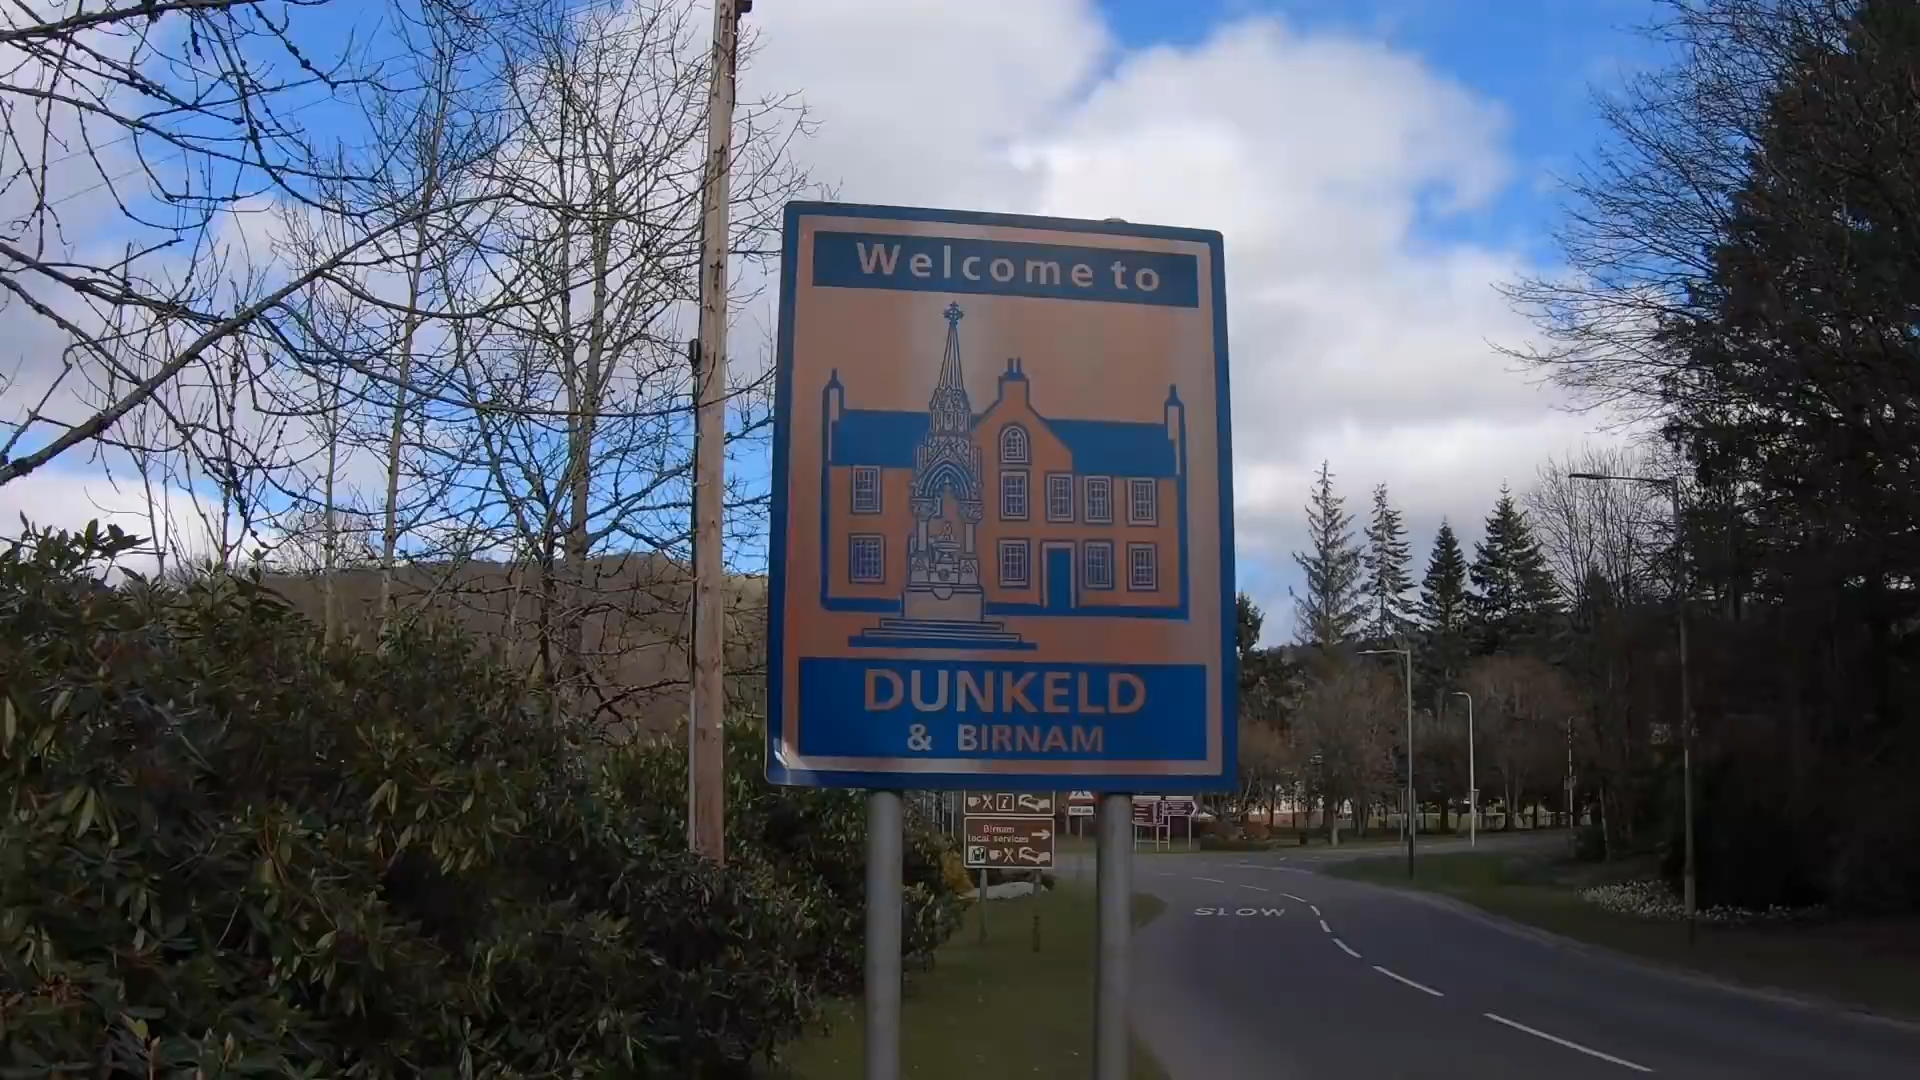 Welcome to
DUNKELD
& BIRNAM
Birnam
local services
SLOW